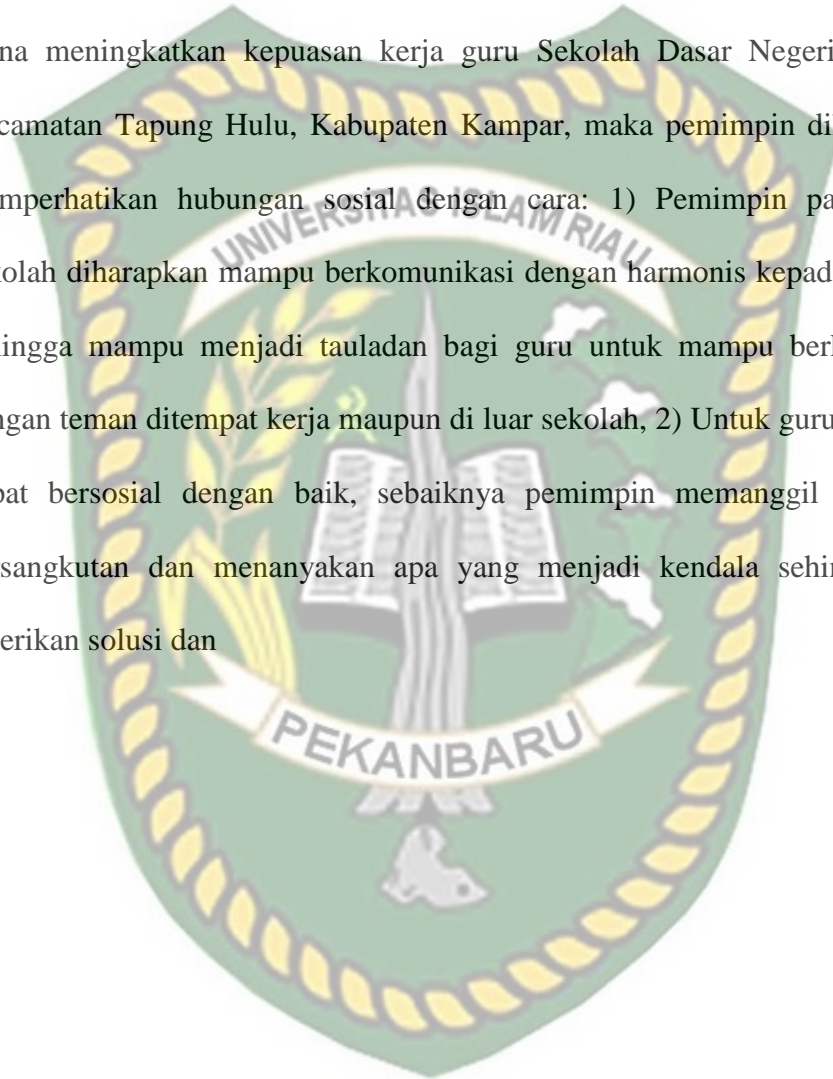 na meningkatkan kepuasan kerja guru Sekolah Dasar Negeri
camatan Tapung Hulu, Kabupaten Kampar, maka pemimpin di
mperhatikan hubungan sosial dengan cara: 1) Pemimpin pa
UNIVERSITAS ISLAM RIAU
kolah diharapkan mampu berkomunikasi dengan harmonis kepad
ingga mampu menjadi tauladan bagi guru untuk mampu berl
ngan teman ditempat kerja maupun di luar sekolah, 2) Untuk guru
pat bersosial dengan baik, sebaiknya pemimpin memanggil
sangkutan dan menanyakan apa yang menjadi kendala sehi
erikan solusi dan
PEKANBARU